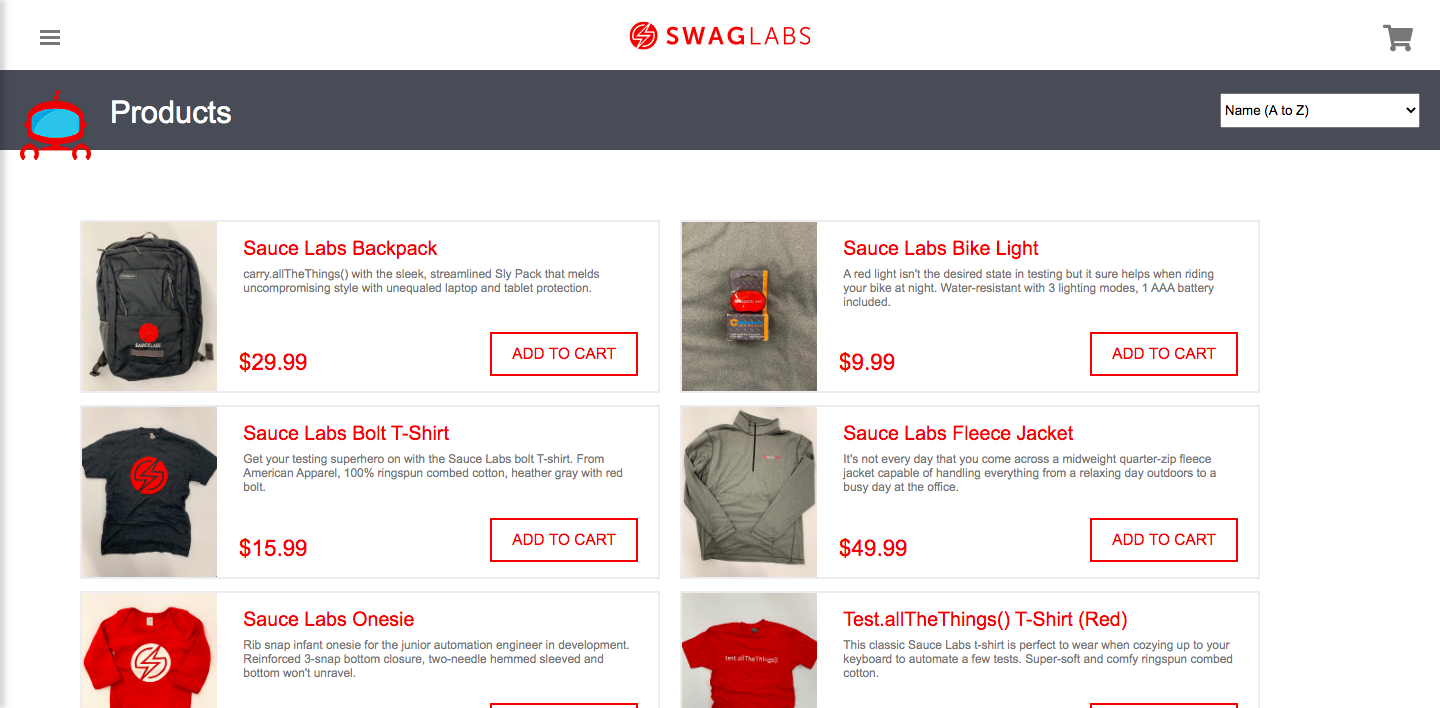 SWAGLABS
Products
Name (A to Z)
Sauce Labs Backpack
carry.allTheThings() with the sleek, streamlined Sly Pack that melds
uncompromising style with unequaled laptop and tablet protection.
$29.99
ADD TO CART
SAUCELABS
Sauce Labs Bike Light
A red light isn't the desired state in testing but it sure helps when riding
your bike at night. Water-resistant with 3 lighting modes, 1 AAA battery
included.
$9.99
ADD TO CART
Sauce Labs Bolt T-Shirt
Get your testing superhero on with the Sauce Labs bolt T-shirt. From
American Apparel, 100% ringspun combed cotton, heather gray with red
bolt.
$15.99
ADD TO CART
Sauce Labs Fleece Jacket
It's not every day that you come across a midweight quarter-zip fleece
jacket capable of handling everything from a relaxing day outdoors to a
busy day at the office.
$49.99
ADD TO CART
Sauce Labs Onesie
Rib snap infant onesie for the junior automation engineer in development.
Reinforced 3-snap bottom closure, two-needle hemmed sleeved and
bottom won't unravel.
test.allTheThings()
Test.allTheThings() T-Shirt (Red)
This classic Sauce Labs t-shirt is perfect to wear when cozying up to your
keyboard to automate a few tests. Super-soft and comfy ringspun combed
cotton.